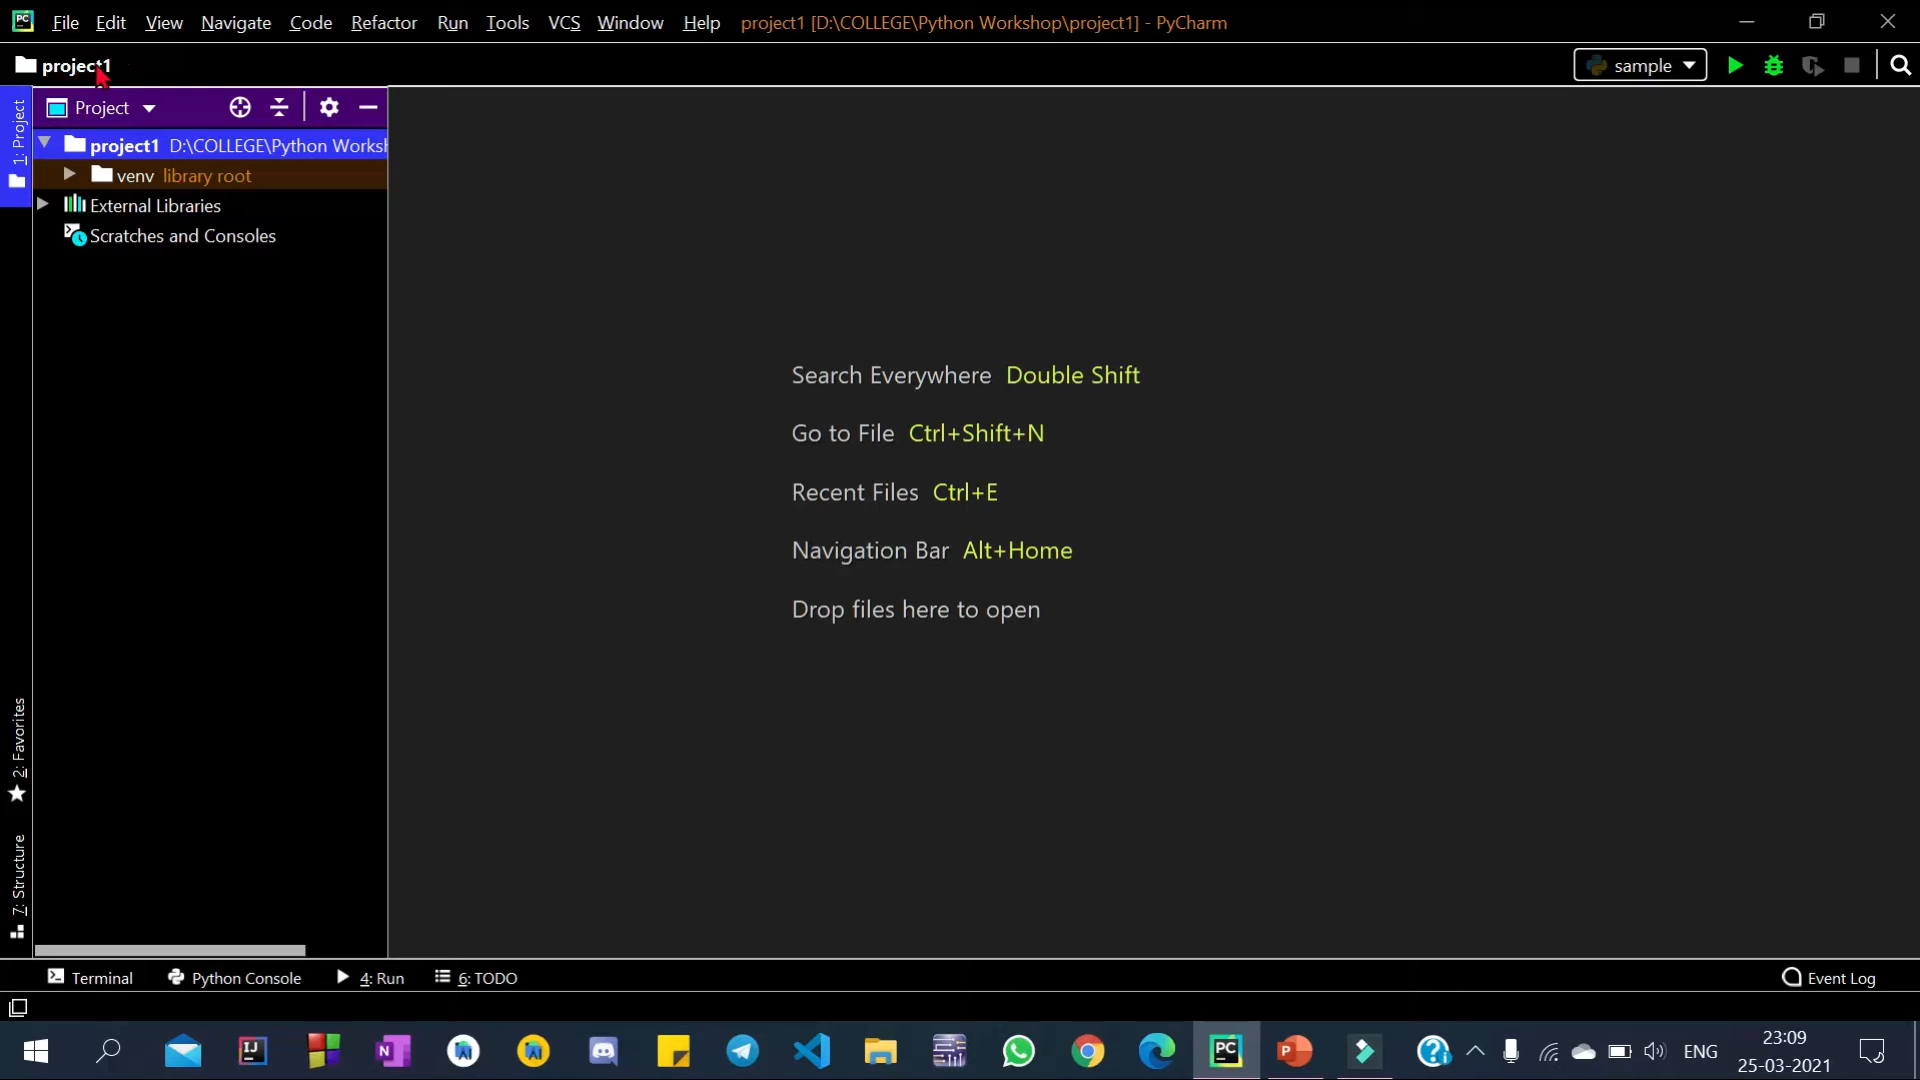 File Edit View Navigate Code Refactor Run Tools VCS Window Help project1 [D:\COLLEGE\Python Workshop\project1] - PyCharm
project1
sample
1: Project
Project
project1 D:\COLLEGE\Python Worksh
venv library root
External Libraries
Scratches and Consoles
Search Everywhere Double Shift
Go to File Ctrl+Shift+N
Recent Files Ctrl+E
Navigation Bar Alt+Home
Drop files here to open
2: Favorites
7: Structure
Terminal Python Console 4: Run 6: TODO Event Log
ENG
23:09
25-03-2021